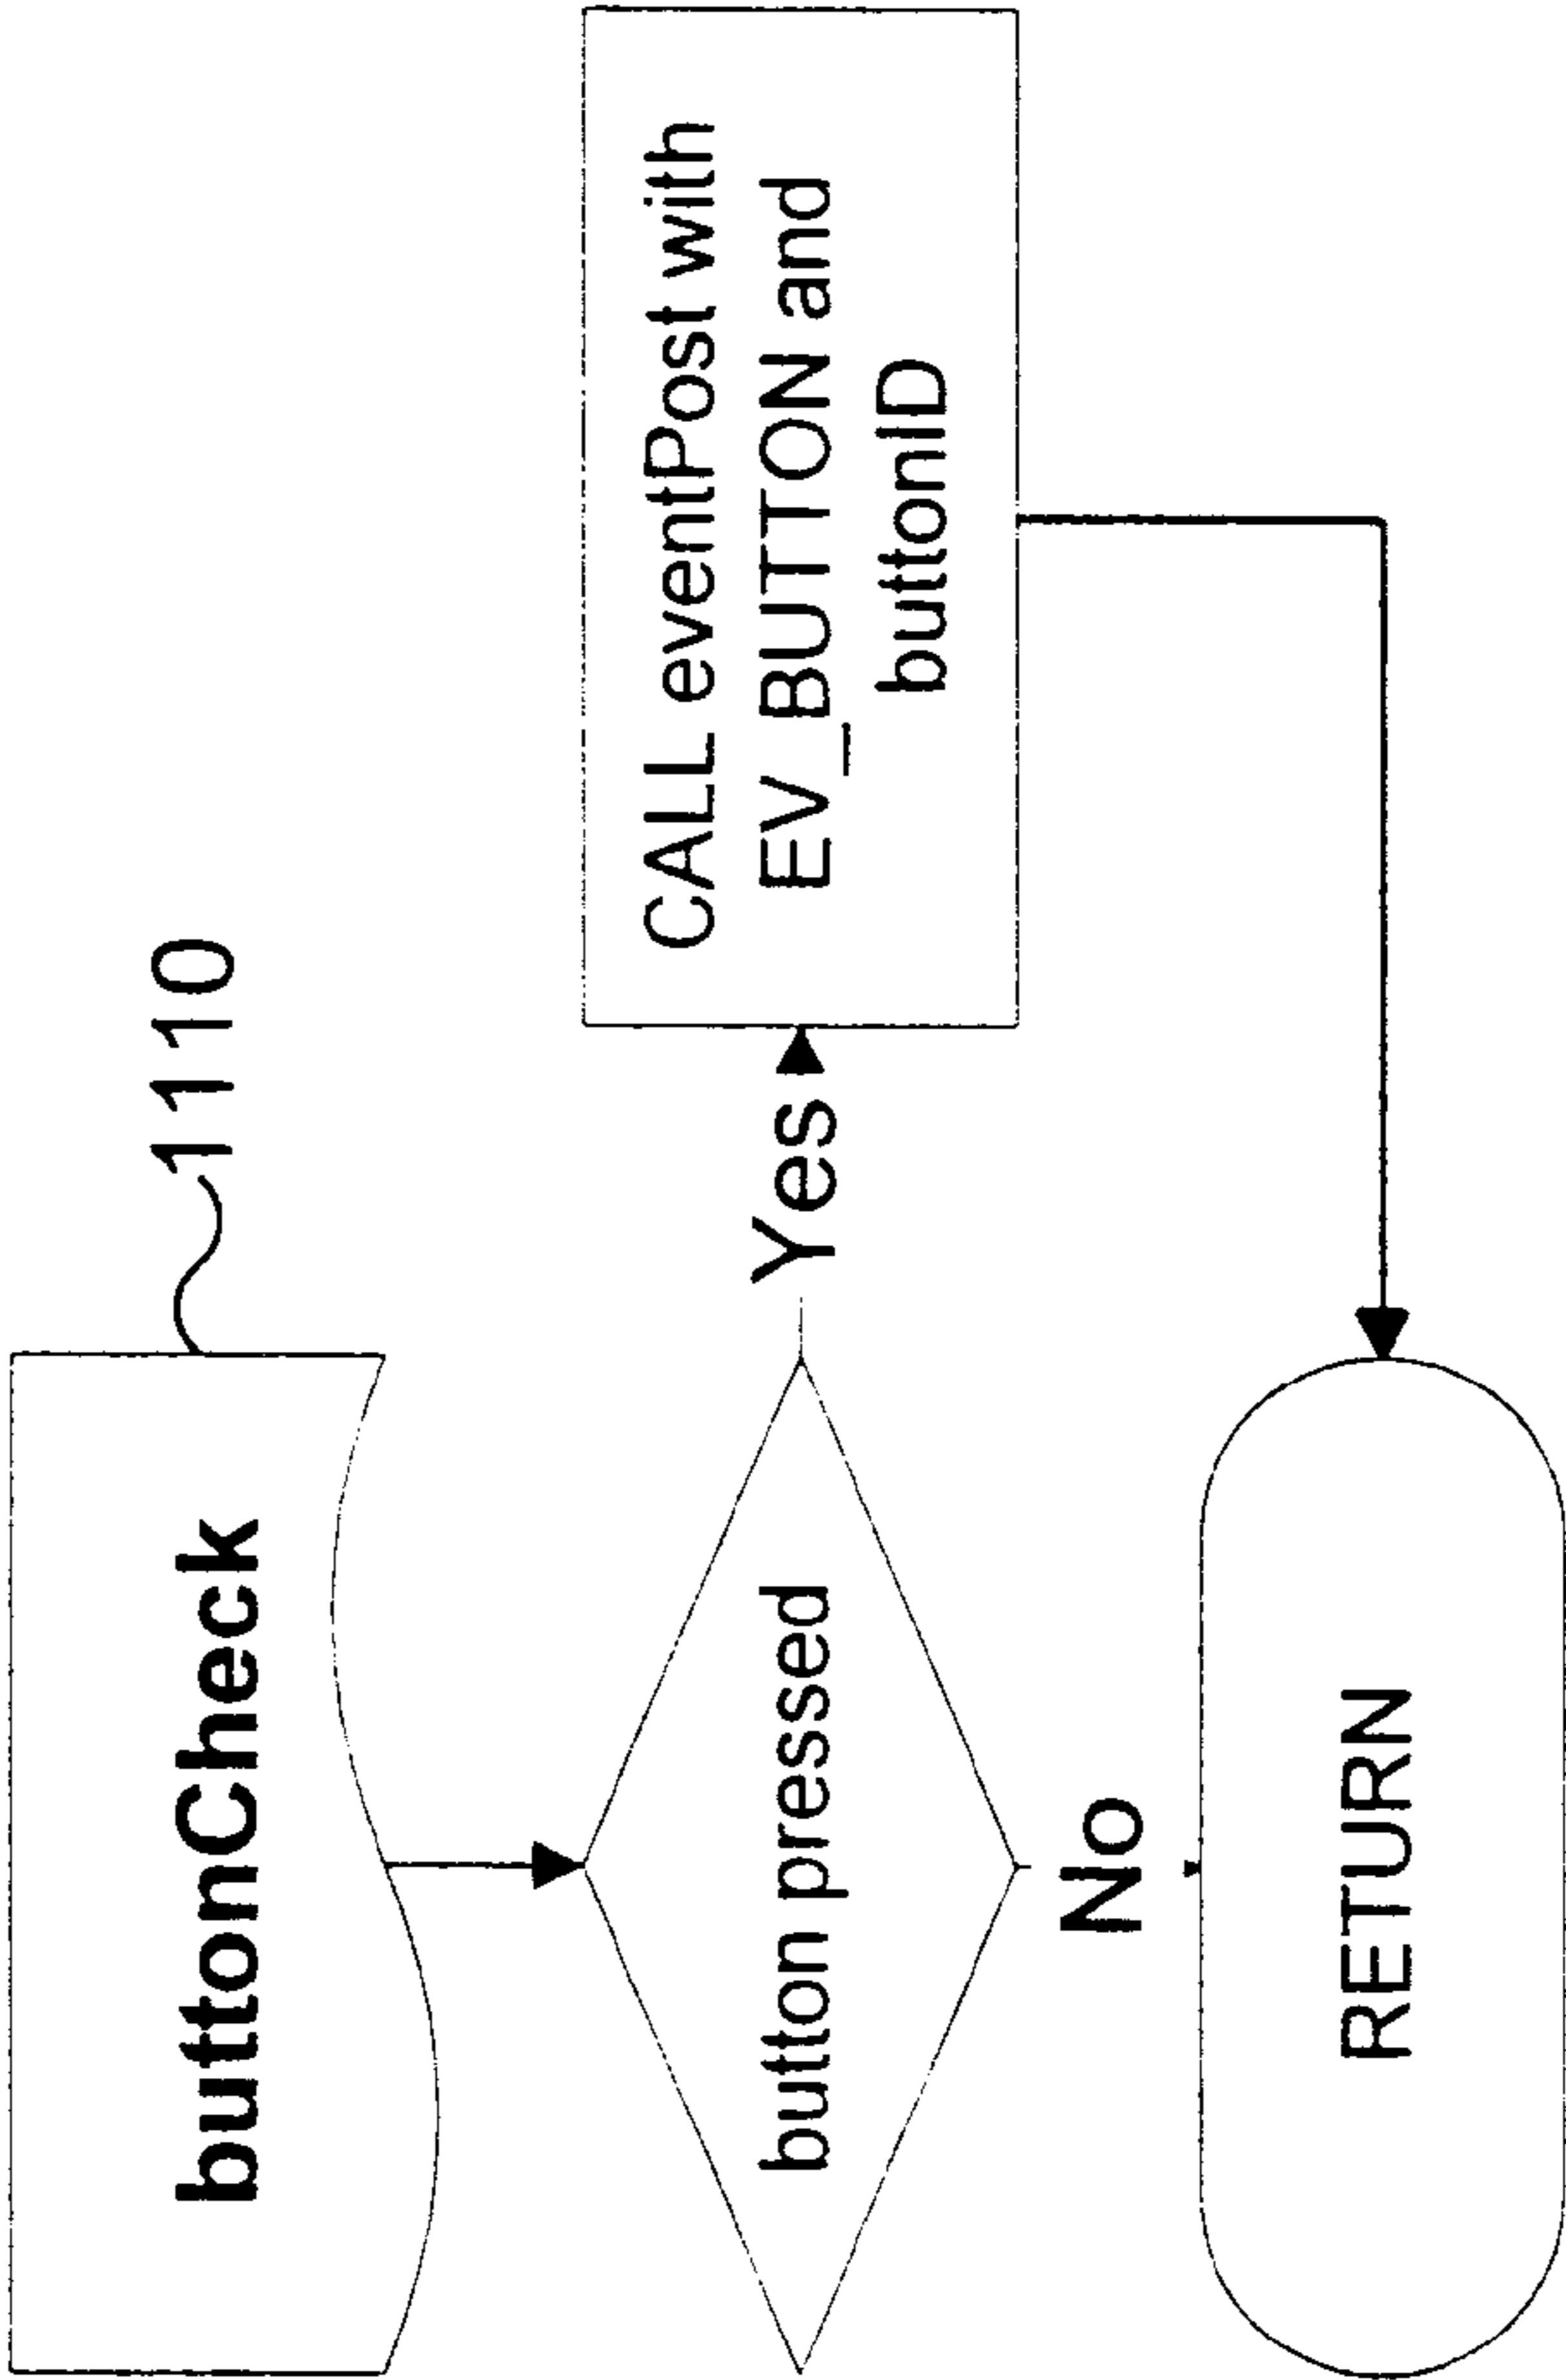 buttonCheck
1110
button pressed
Yes
CALL eventPost with
EV_BUTTON and
buttonID
No
RETURN